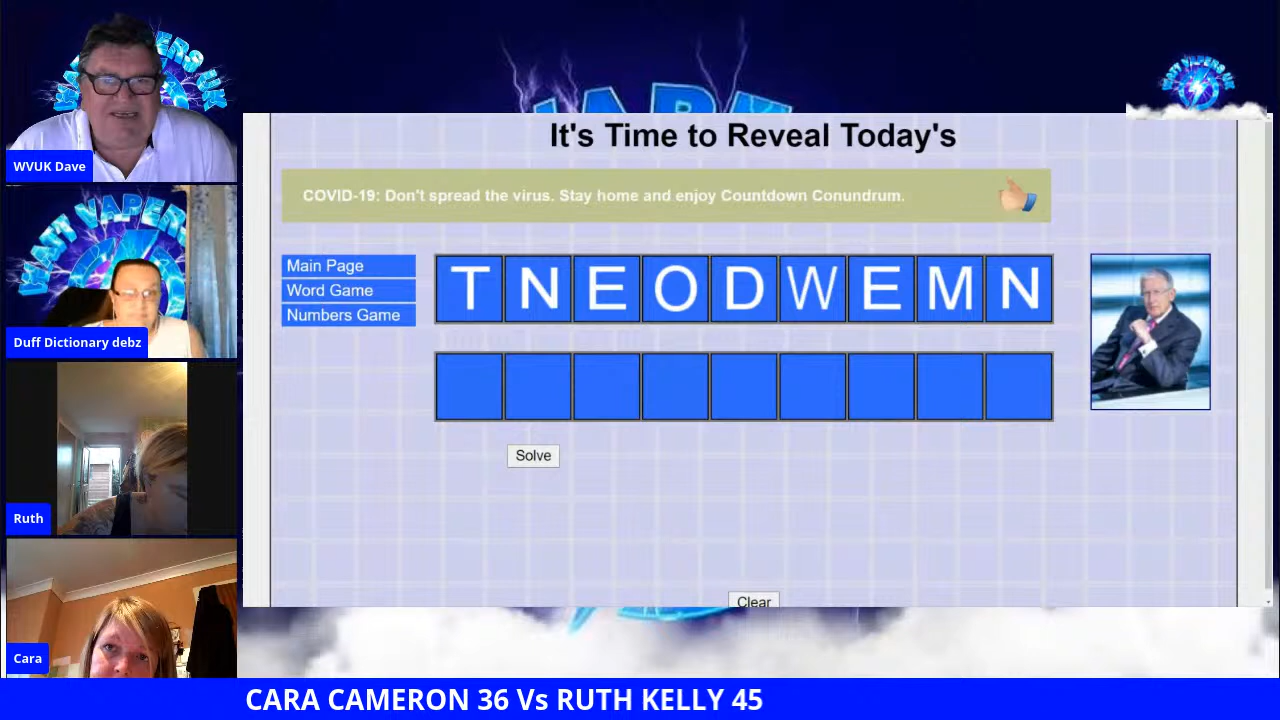 WVUK Dave
Duff Dictionary debz
Ruth
Cara
It's Time to Reveal Today's
COVID-19: Don't spread the virus. Stay home and enjoy Countdown Conundrum.
Main Page
Word Game
Numbers Game
T N E O D W E M N
Solve
Clear
CARA CAMERON 36 Vs RUTH KELLY 45